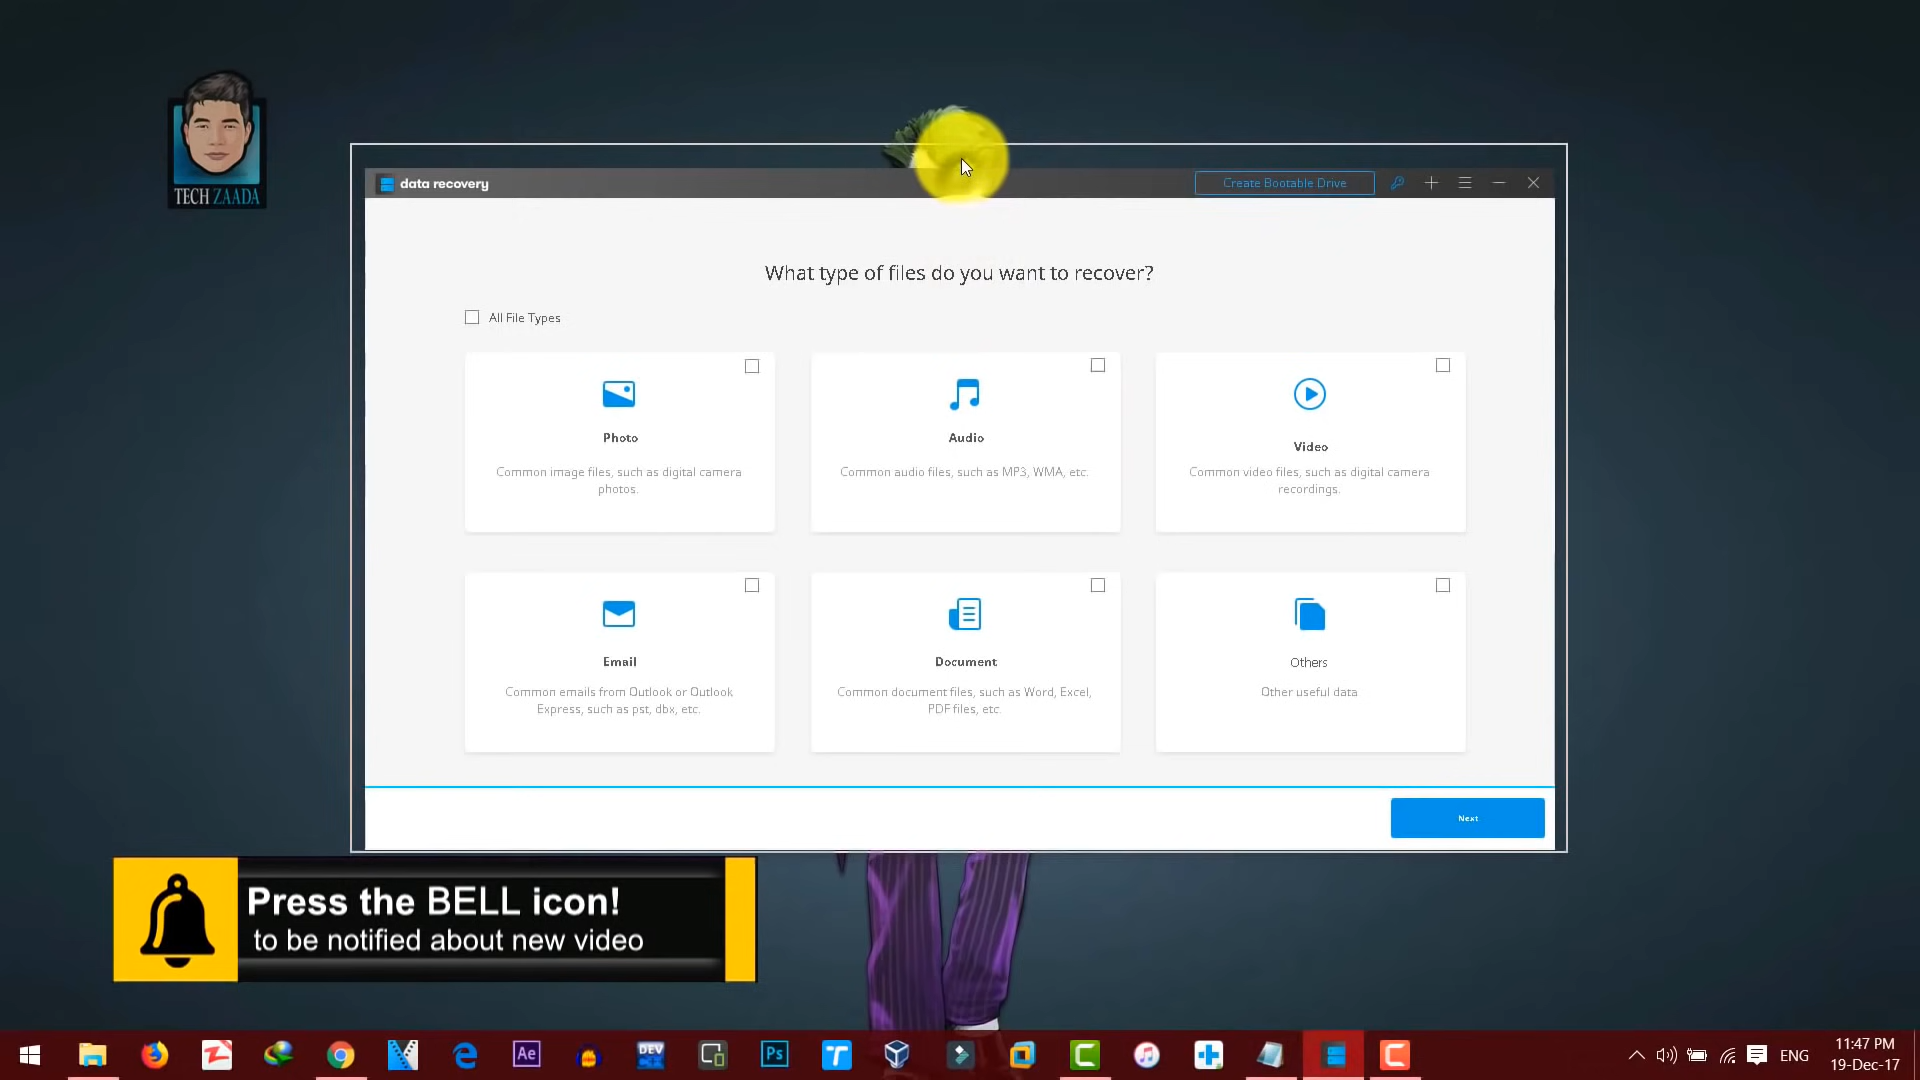 TECH ZAADA
data recovery
Create Bootable Drive
What type of files do you want to recover?
All File Types
Photo
Common image files, such as digital camera
photos.
Audio
Common audio files, such as MP3, WMA, etc.
Video
Common video files, such as digital camera
recordings.
Email
Common emails from Outlook or Outlook
Express, such as pst, dbx, etc.
Document
Common document files, such as Word, Excel,
PDF files, etc.
Others
Other useful data
Next
Press the BELL icon!
to be notified about new video
Ae
DEV
Ps
ENG
11:47 PM
19-Dec-17